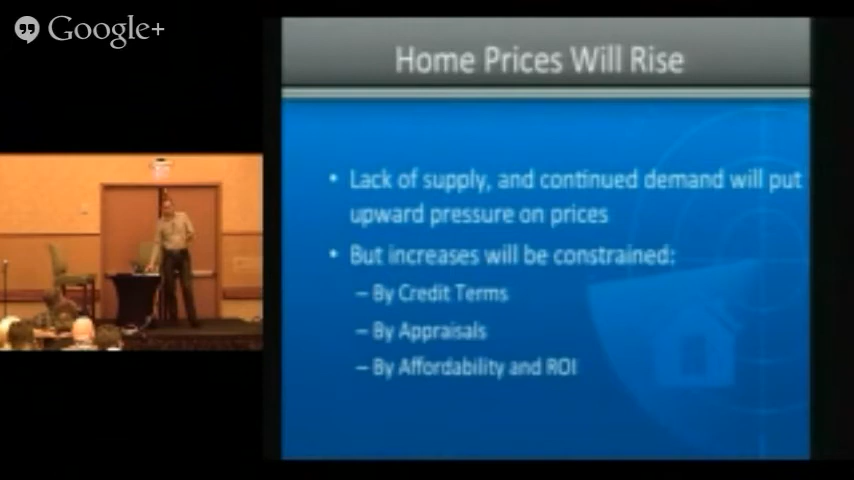 Google+
Home Prices Will Rise
• Lack of supply, and continued demand will put
upward pressure on prices
• But increases will be constrained:
– By Credit Terms
– By Appraisals
– By Affordability and ROI